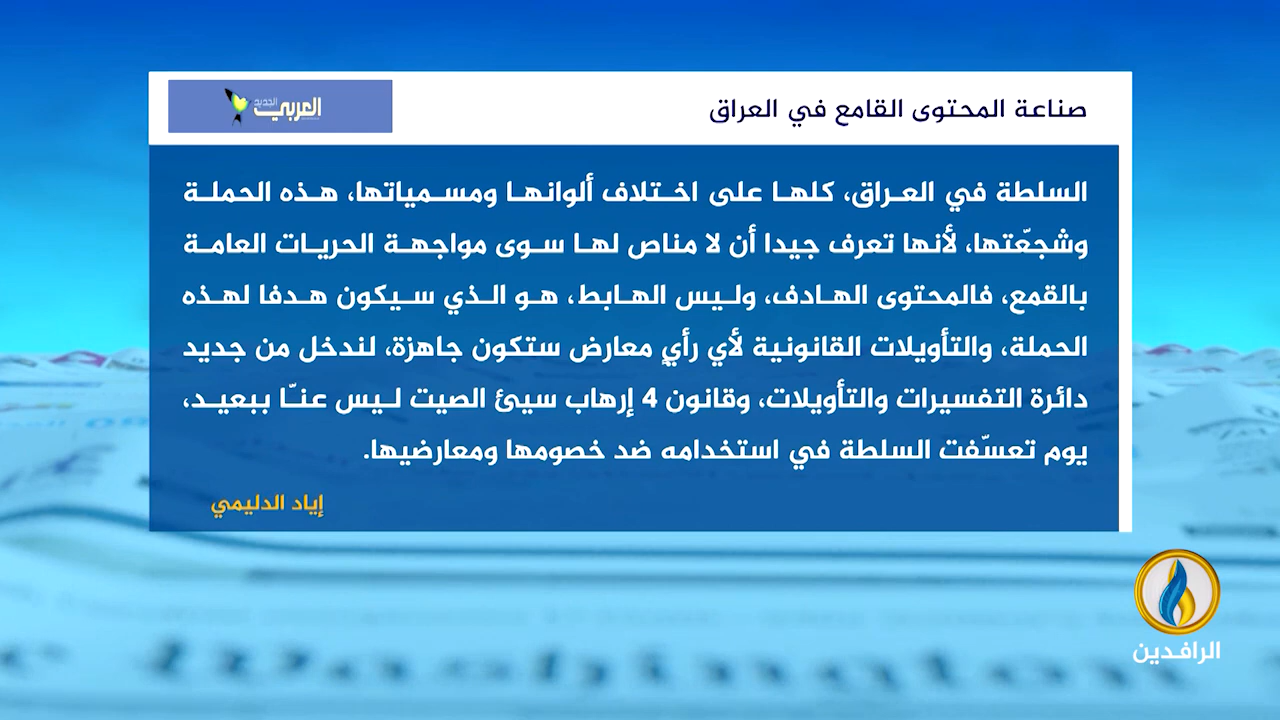 صناعة المحتوى القامع في العراق
العربي الجديد
السلطة في العراق، كلها على اختلاف ألوانها ومسمياتها، هذه الحملة
وشجّعتها، لأنها تعرف جيدا أن لا مناص لها سوى مواجهة الحريات العامة
بالقمع، فالمحتوى الهادف، وليس الهابط، هو الذي سيكون هدفا لهذه
الحملة، والتأويلات القانونية لأي رأيٍ معارض ستكون جاهزة، لندخل من جديد
دائرة التفسيرات والتأويلات، وقانون 4 إرهاب سيئ الصيت ليس عنّا ببعيد،
يوم تعسّفت السلطة في استخدامه ضد خصومها ومعارضيها.
إياد الدليمي
الرافدين